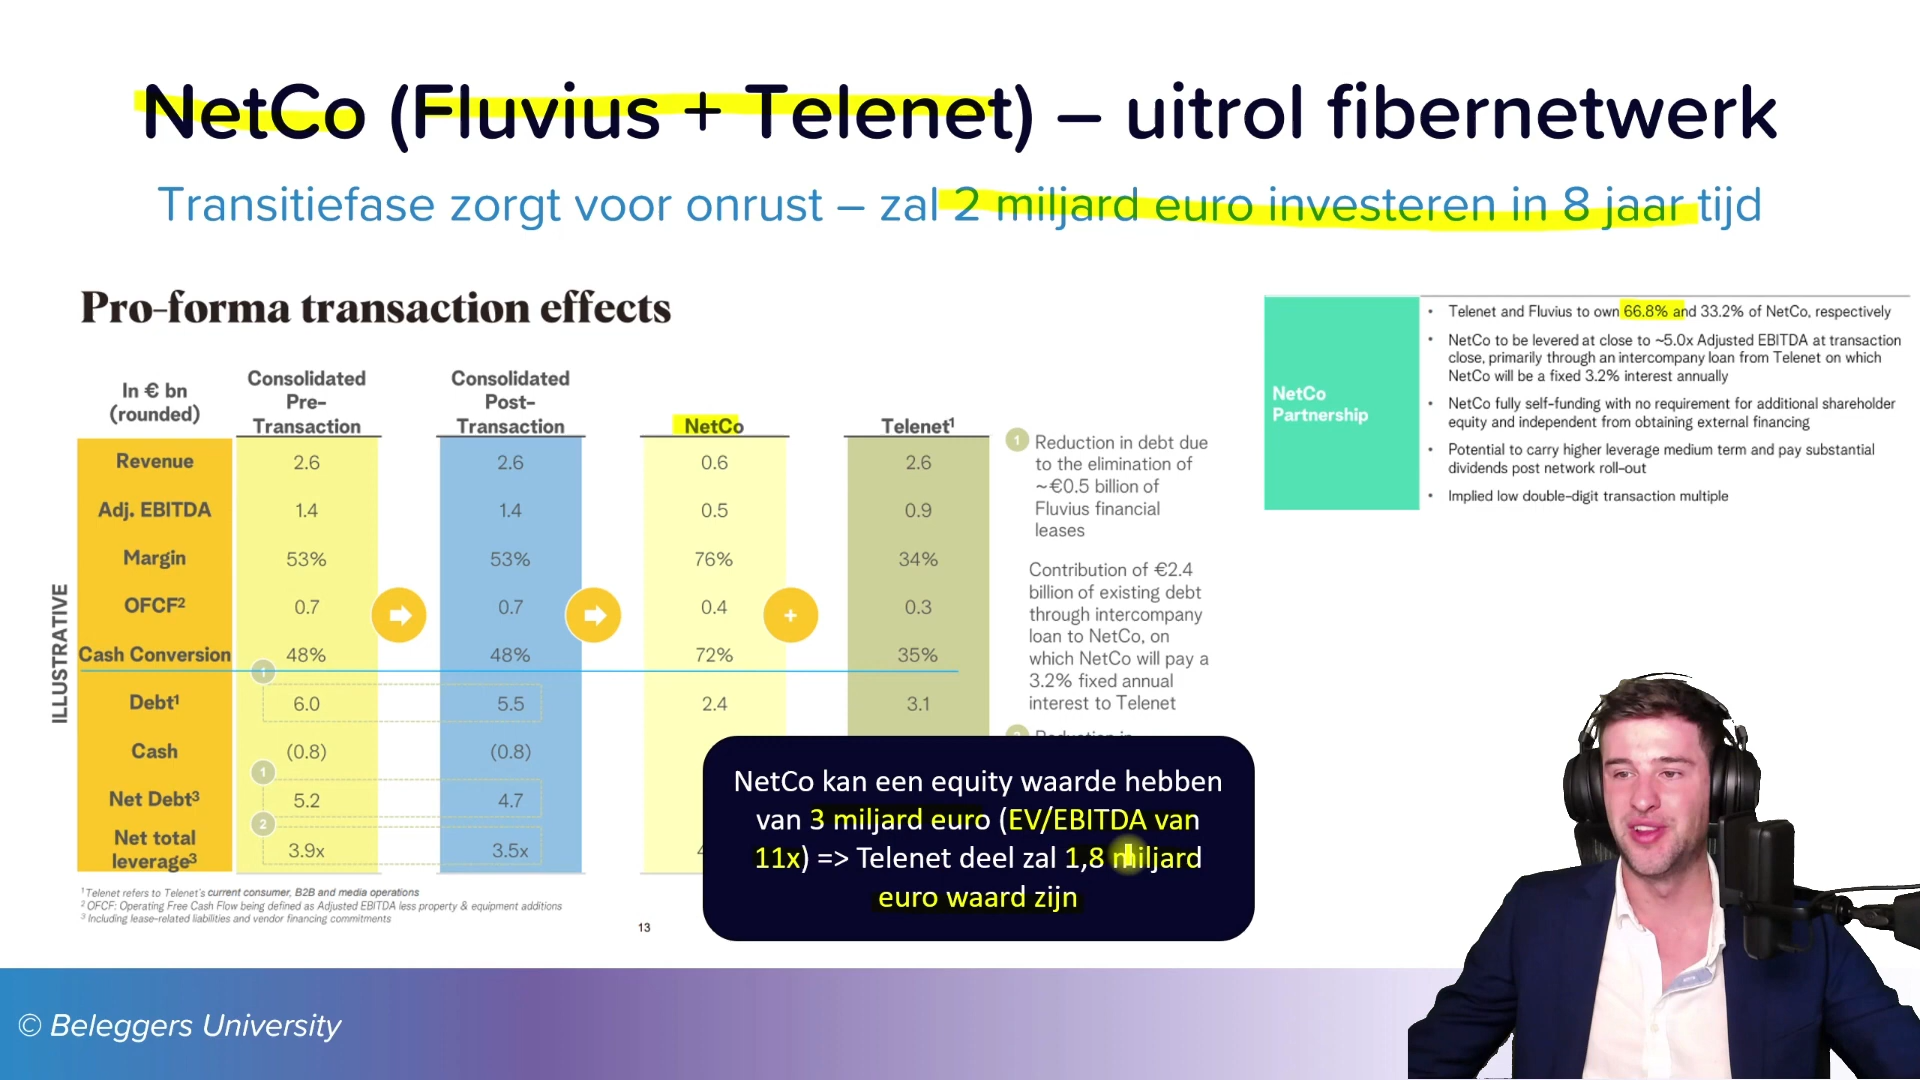 NetCo (Fluvius + Telenet) – uitrol fibernetwerk
Transitiefase zorgt voor onrust – zal 2 miljard euro investeren in 8 jaar tijd
Pro-forma transaction effects
In € bn
(rounded)
Consolidated
Pre-
Transaction
Consolidated
Post-
Transaction
NetCo
Telenet¹
Revenue 2.6 2.6 0.6 2.6
Adj. EBITDA 1.4 1.4 0.5 0.9
Margin 53% 53% 76% 34%
OFCF² 0.7 0.7 0.4 0.3
+
Cash Conversion 48% 48% 72% 35%
1
Debt¹ 6.0 5.5 2.4 3.1
Cash (0.8) (0.8)
1
Net Debt³ 5.2 4.7
2
Net total
leverage³ 3.9x 3.5x
ILLUSTRATIVE
1 Reduction in debt due
to the elimination of
~€0.5 billion of
Fluvius financial
leases
Contribution of €2.4
billion of existing debt
through intercompany
loan to NetCo, on
which NetCo will pay a
3.2% fixed annual
interest to Telenet
NetCo
Partnership
• Telenet and Fluvius to own 66.8% and 33.2% of NetCo, respectively
• NetCo to be levered at close to ~5.0x Adjusted EBITDA at transaction
close, primarily through an intercompany loan from Telenet on which
NetCo will be a fixed 3.2% interest annually
• NetCo fully self-funding with no requirement for additional shareholder
equity and independent from obtaining external financing
• Potential to carry higher leverage medium term and pay substantial
dividends post network roll-out
• Implied low double-digit transaction multiple
NetCo kan een equity waarde hebben
van 3 miljard euro (EV/EBITDA van
11x) => Telenet deel zal 1,8 miljard
euro waard zijn
¹ Telenet refers to Telenet's current consumer, B2B and media operations
² OFCF: Operating Free Cash Flow being defined as Adjusted EBITDA less property & equipment additions
³ Including lease-related liabilities and vendor financing commitments
13
© Beleggers University